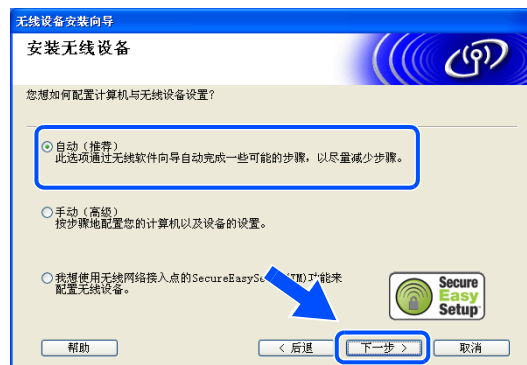 无线设备安装向导
安装无线设备
您想如何配置计算机与无线设备设置?
自动（推荐）
此选项通过无线软件向导自动完成一些可能的步骤，以尽量减少步骤。
手动（高级）
按步骤地配置您的计算机以及设备的设置。
我想使用无线网络接入点的SecureEasySe (TM)功能来
配置无线设备。
Secure
Easy
Setup
帮助
< 后退
下一步 >
取消